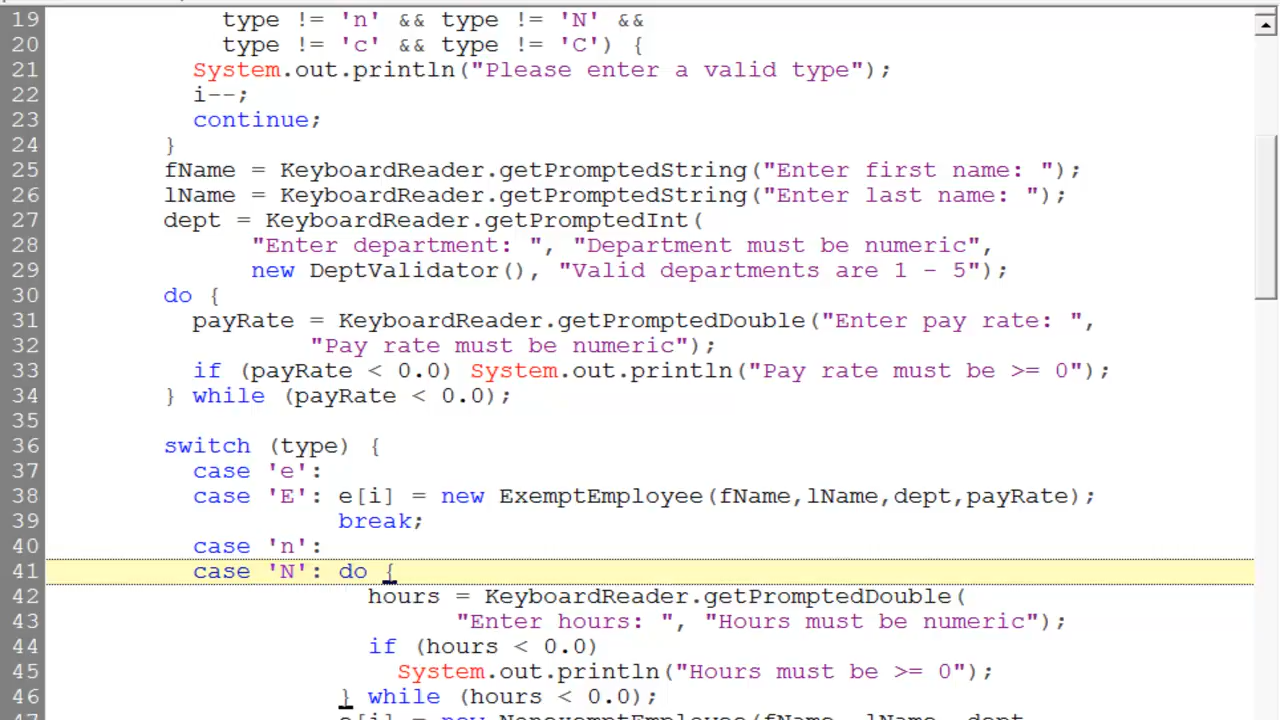 19 type != 'n' && type != 'N' &&
20 type != 'c' && type != 'C') {
21 System.out.println("Please enter a valid type");
22 i--;
23 continue;
24 }
25 fName = KeyboardReader.getPromptedString("Enter first name: ");
26 lName = KeyboardReader.getPromptedString("Enter last name: ");
27 dept = KeyboardReader.getPromptedInt(
28 "Enter department: ", "Department must be numeric",
29 new DeptValidator(), "Valid departments are 1 - 5");
30 do {
31 payRate = KeyboardReader.getPromptedDouble("Enter pay rate: ",
32 "Pay rate must be numeric");
33 if (payRate < 0.0) System.out.println("Pay rate must be >= 0");
34 } while (payRate < 0.0);
35
36 switch (type) {
37 case 'e':
38 case 'E': e[i] = new ExemptEmployee(fName,lName,dept,payRate);
39 break;
40 case 'n':
41 case 'N': do {
42 hours = KeyboardReader.getPromptedDouble(
43 "Enter hours: ", "Hours must be numeric");
44 if (hours < 0.0)
45 System.out.println("Hours must be >= 0");
46 } while (hours < 0.0);
47 e[i] = new NonexemptEmployee(fName, lName, dept,